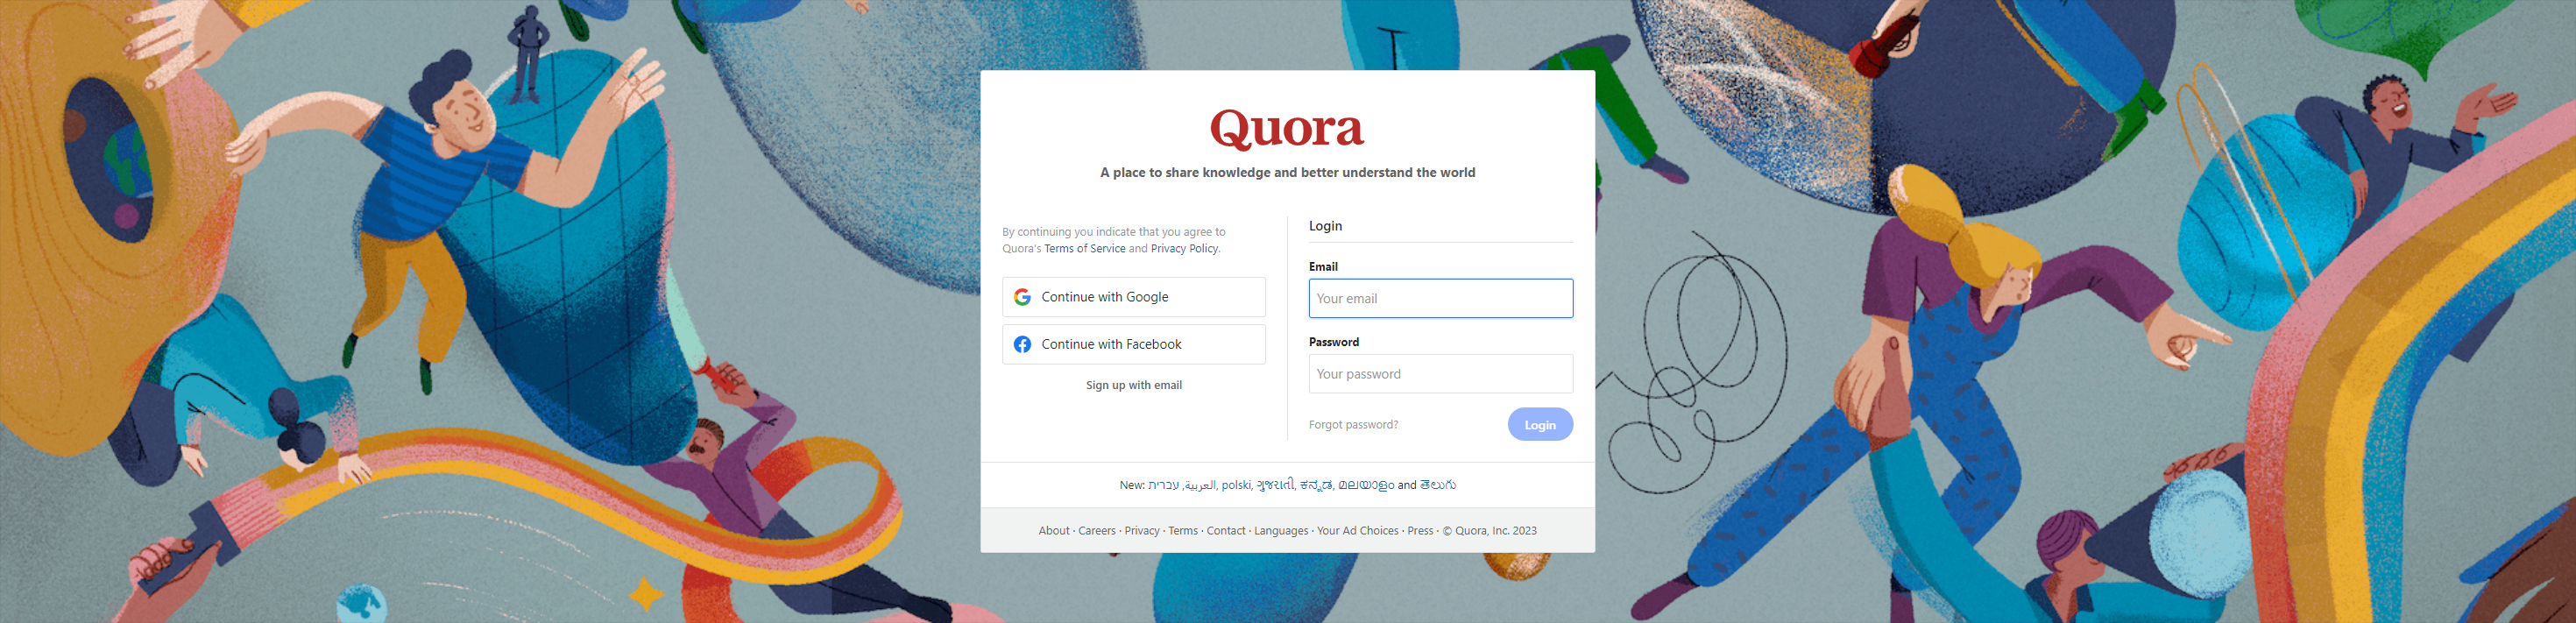 Quora
A place to share knowledge and better understand the world
By continuing you indicate that you agree to
Quora's Terms of Service and Privacy Policy.
Continue with Google
Continue with Facebook
Sign up with email
Login
Email
Your email
Password
Your password
Forgot password?
Login
New: עברית, العربية, polski, ગુજરાતી, ಕನ್ನಡ, മലയാളം and తెలుగు
About · Careers · Privacy · Terms · Contact · Languages · Your Ad Choices · Press · © Quora, Inc. 2023